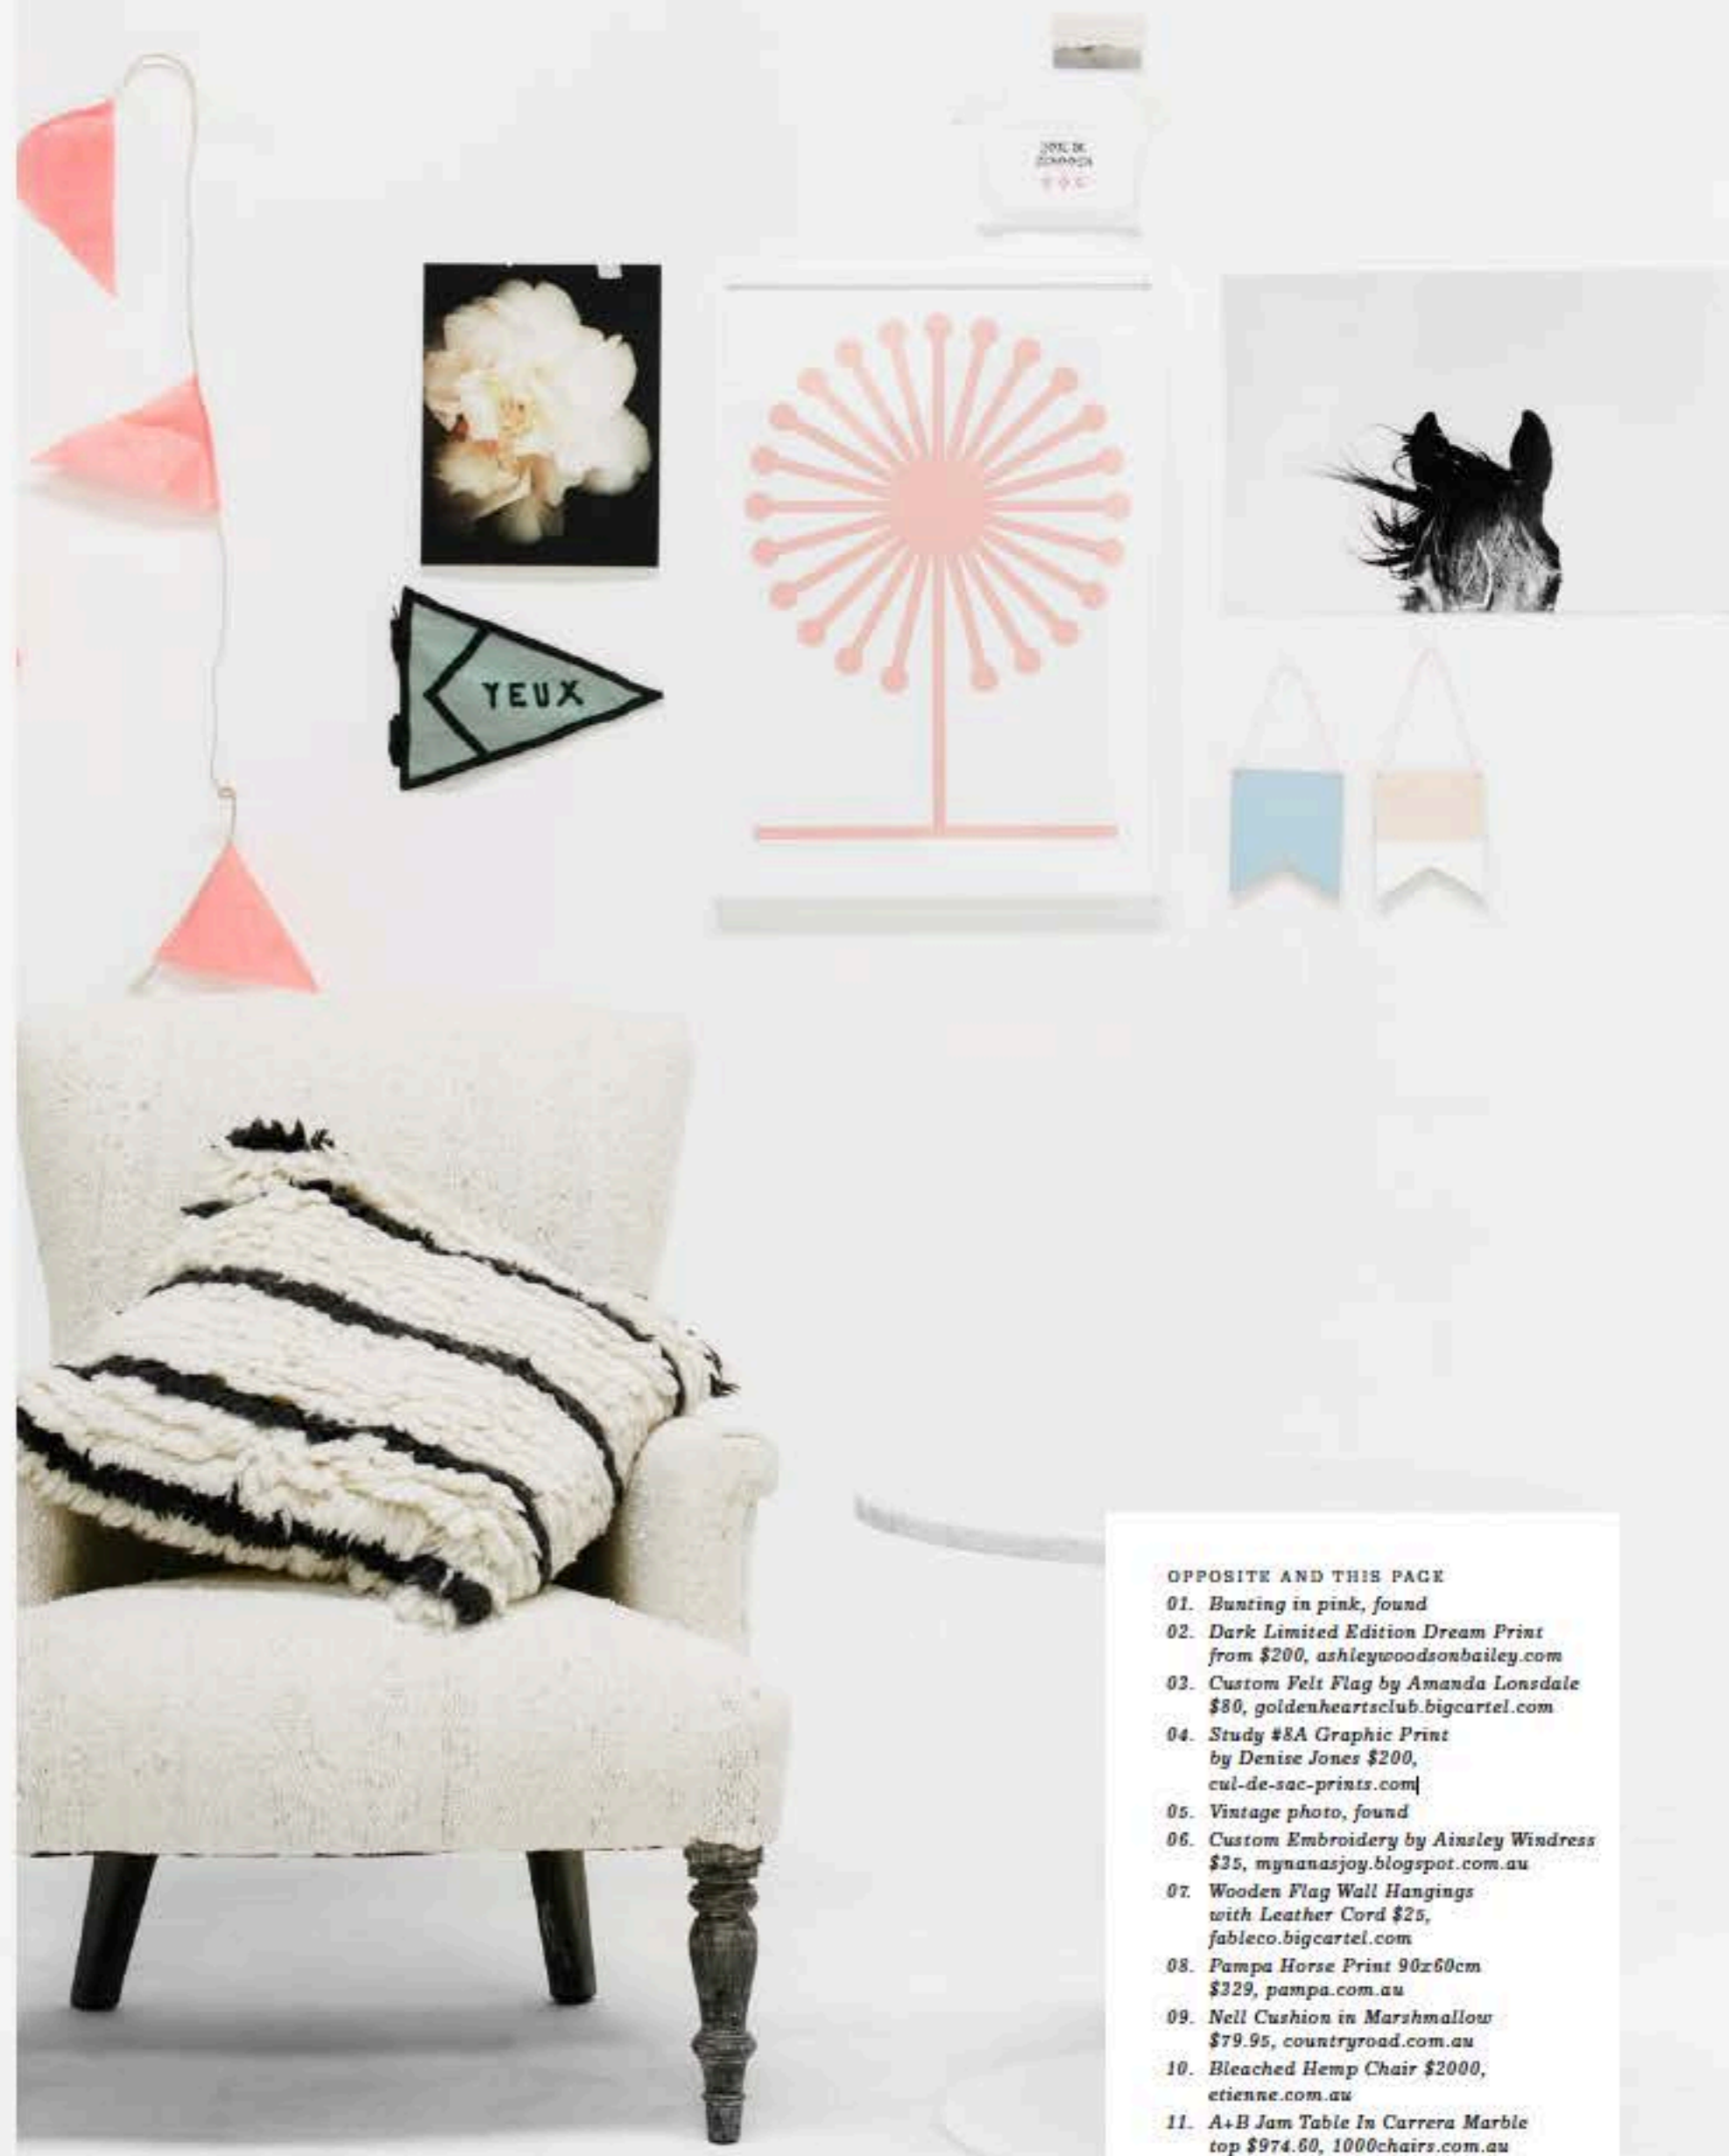 YEUX
OPPOSITE AND THIS PAGE
01. Bunting in pink, found
02. Dark Limited Edition Dream Print
from $200, ashleywoodsonbailey.com
03. Custom Felt Flag by Amanda Lonsdale
$80, goldenheartsclub.bigcartel.com
04. Study #8A Graphic Print
by Denise Jones $200,
cul-de-sac-prints.com
05. Vintage photo, found
06. Custom Embroidery by Ainsley Windress
$35, mynanasjoy.blogspot.com.au
07. Wooden Flag Wall Hangings
with Leather Cord $25,
fableco.bigcartel.com
08. Pampa Horse Print 90x60cm
$329, pampa.com.au
09. Nell Cushion in Marshmallow
$79.95, countryroad.com.au
10. Bleached Hemp Chair $2000,
etienne.com.au
11. A+B Jam Table In Carrera Marble
top $974.60, 1000chairs.com.au